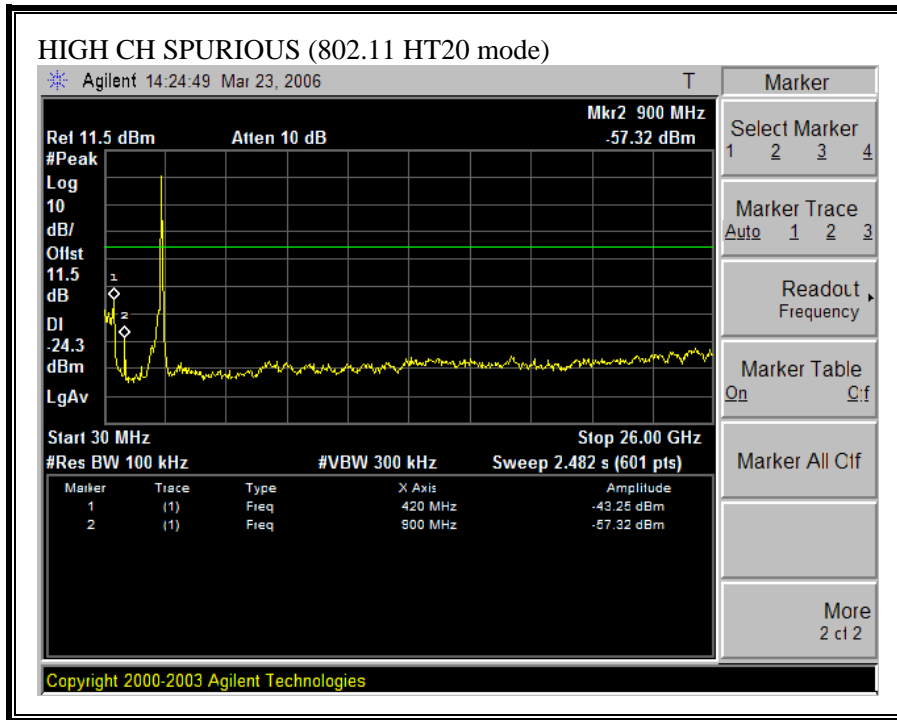 HIGH CH SPURIOUS (802.11 HT20 mode)
Agilent 14:24:49 Mar 23, 2006 T
Marker
Mkr2 900 MHz
Ref 11.5 dBm Atten 10 dB -57.32 dBm
#Peak
Log
10
dB/
Offst
11.5
dB
DI
-24.3
dBm
LgAv
1
2
Start 30 MHz Stop 26.00 GHz
#Res BW 100 kHz #VBW 300 kHz Sweep 2.482 s (601 pts)
Marker Trace Type X Axis Amplitude
1 (1) Freq 420 MHz -43.25 dBm
2 (1) Freq 900 MHz -57.32 dBm
Select Marker
1 2 3 4
Marker Trace
Auto 1 2 3
Readout
Frequency
Marker Table
On Off
Marker All Off
More
2 of 2
Copyright 2000-2003 Agilent Technologies